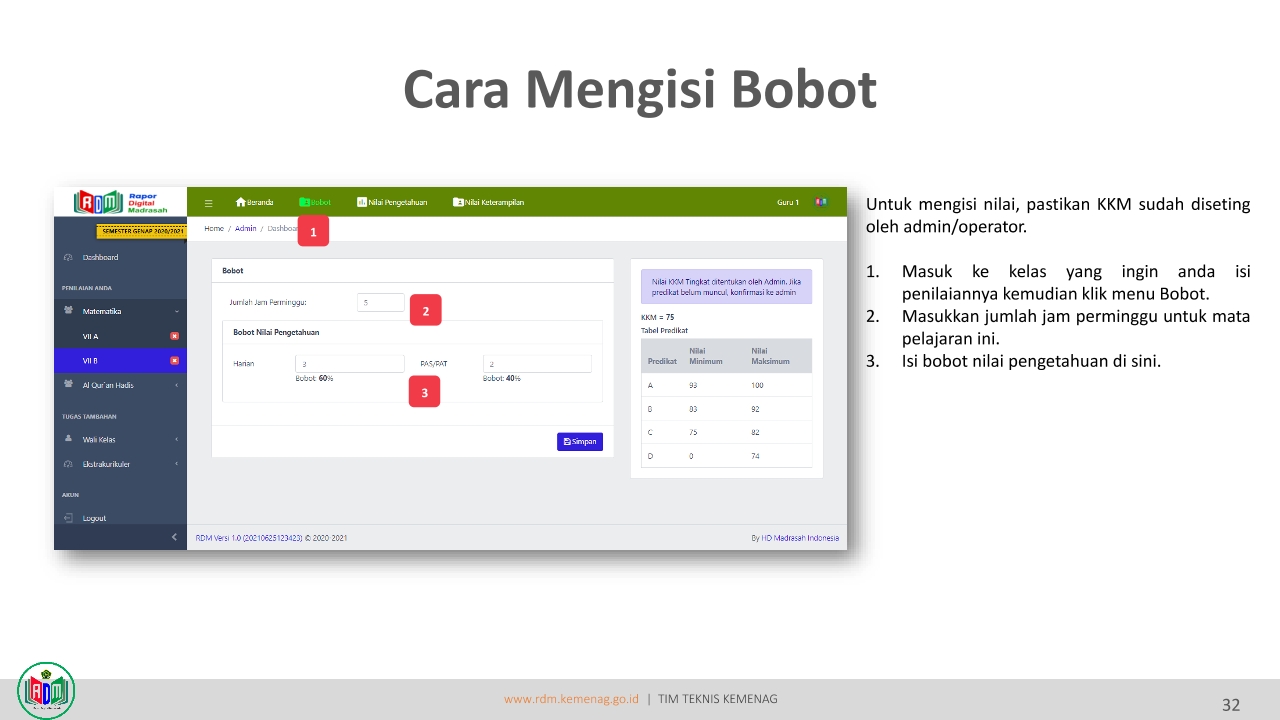 Cara Mengisi Bobot
RDM Rapor
Digital
Madrasah
SEMESTER GENAP 2020/2021
Dashboard
PENILAIAN ANDA
Matematika
VII A
VII B
Al Qur`an Hadis
TUGAS TAMBAHAN
Wali Kelas
Ekstrakurikuler
AKUN
Logout
Beranda Bobot Nilai Pengetahuan Nilai Keterampilan Guru 1
Home / Admin / Dashboa
1
Bobot
Jumlah Jam Perminggu: 5
2
Bobot Nilai Pengetahuan
Harian 3 PAS/PAT 2
Bobot: 60% Bobot: 40%
3
Simpan
Nilai KKM Tingkat ditentukan oleh Admin. Jika
predikat belum muncul, konfirmasi ke admin
KKM = 75
Tabel Predikat
Predikat Nilai Minimum Nilai Maksimum
A 93 100
B 83 92
C 75 82
D 0 74
RDM Versi 1.0 (20210625123423) © 2020-2021 By HD Madrasah Indonesia
Untuk mengisi nilai, pastikan KKM sudah diseting
oleh admin/operator.
1. Masuk ke kelas yang ingin anda isi
penilaiannya kemudian klik menu Bobot.
2. Masukkan jumlah jam perminggu untuk mata
pelajaran ini.
3. Isi bobot nilai pengetahuan di sini.
RDM
www.rdm.kemenag.go.id | TIM TEKNIS KEMENAG
32